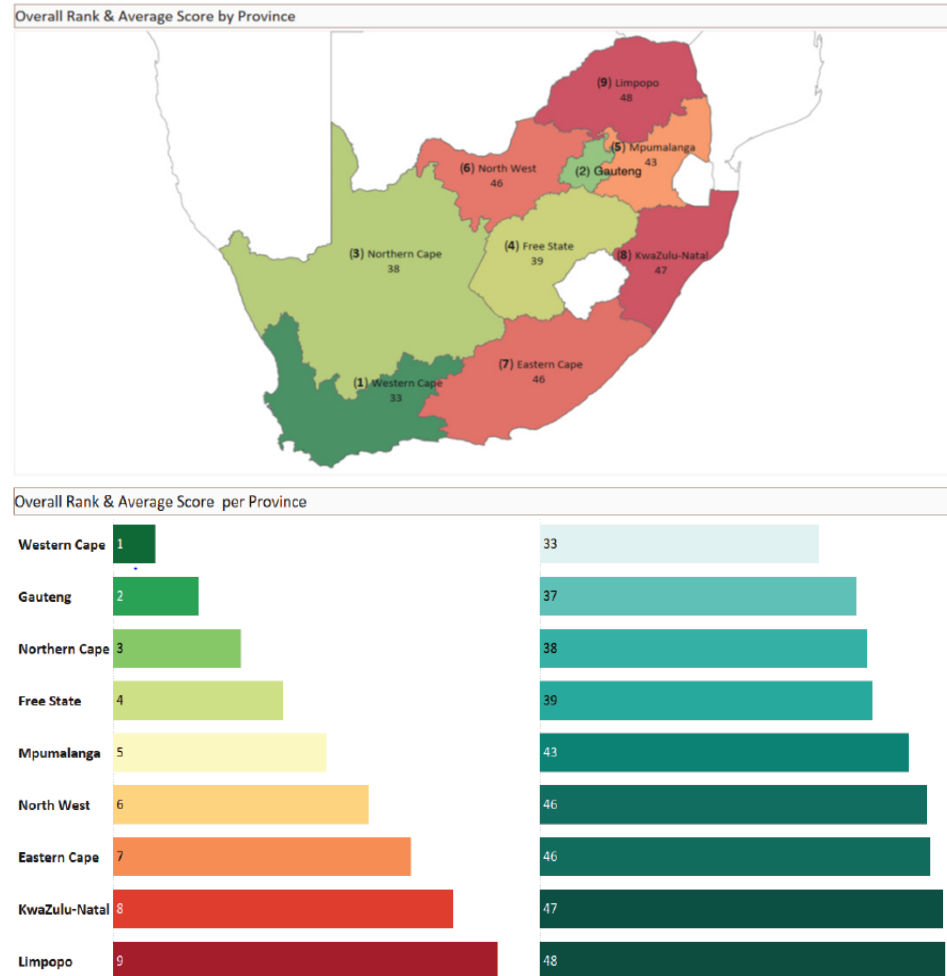 Overall Rank & Average Score by Province
(9) Limpopo
48
(5) Mpumalanga
43
(6) North West
46
(2) Gauteng
(4) Free State
39
(3) Northern Cape
38
(8) KwaZulu-Natal
47
(7) Eastern Cape
46
(1) Western Cape
33
Overall Rank & Average Score per Province
Western Cape 1 33
Gauteng 2 37
Northern Cape 3 38
Free State 4 39
Mpumalanga 5 43
North West 6 46
Eastern Cape 7 46
KwaZulu-Natal 8 47
Limpopo 9 48